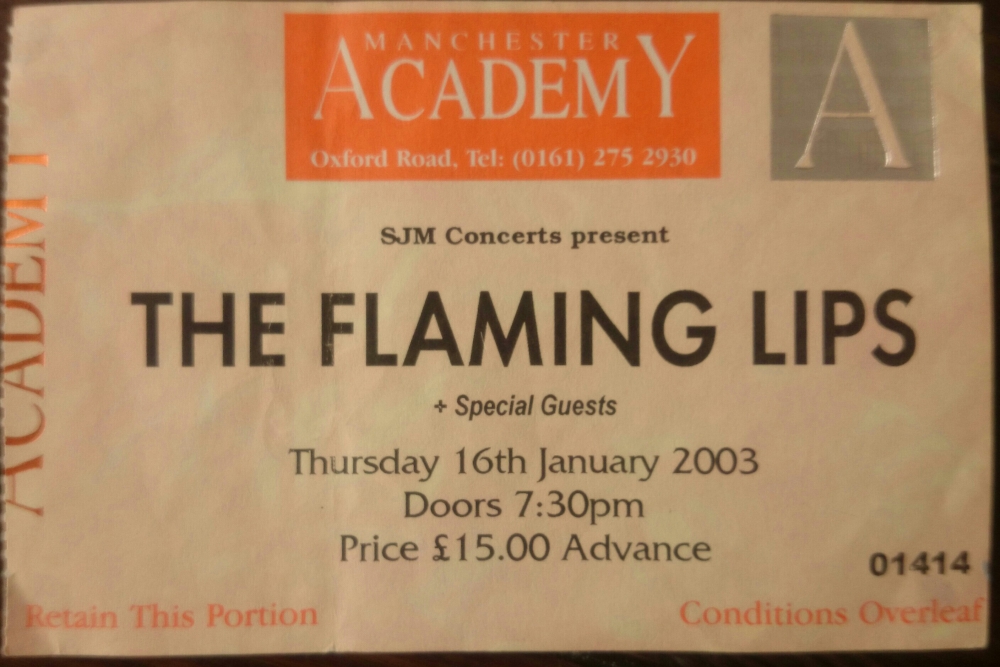 MANCHESTER
ACADEMY
Oxford Road, Tel: (0161) 275 2930
A
ACADEMY
SJM Concerts present
THE FLAMING LIPS
+ Special Guests
Thursday 16th January 2003
Doors 7:30pm
Price £15.00 Advance
01414
Retain This Portion
Conditions Overleaf